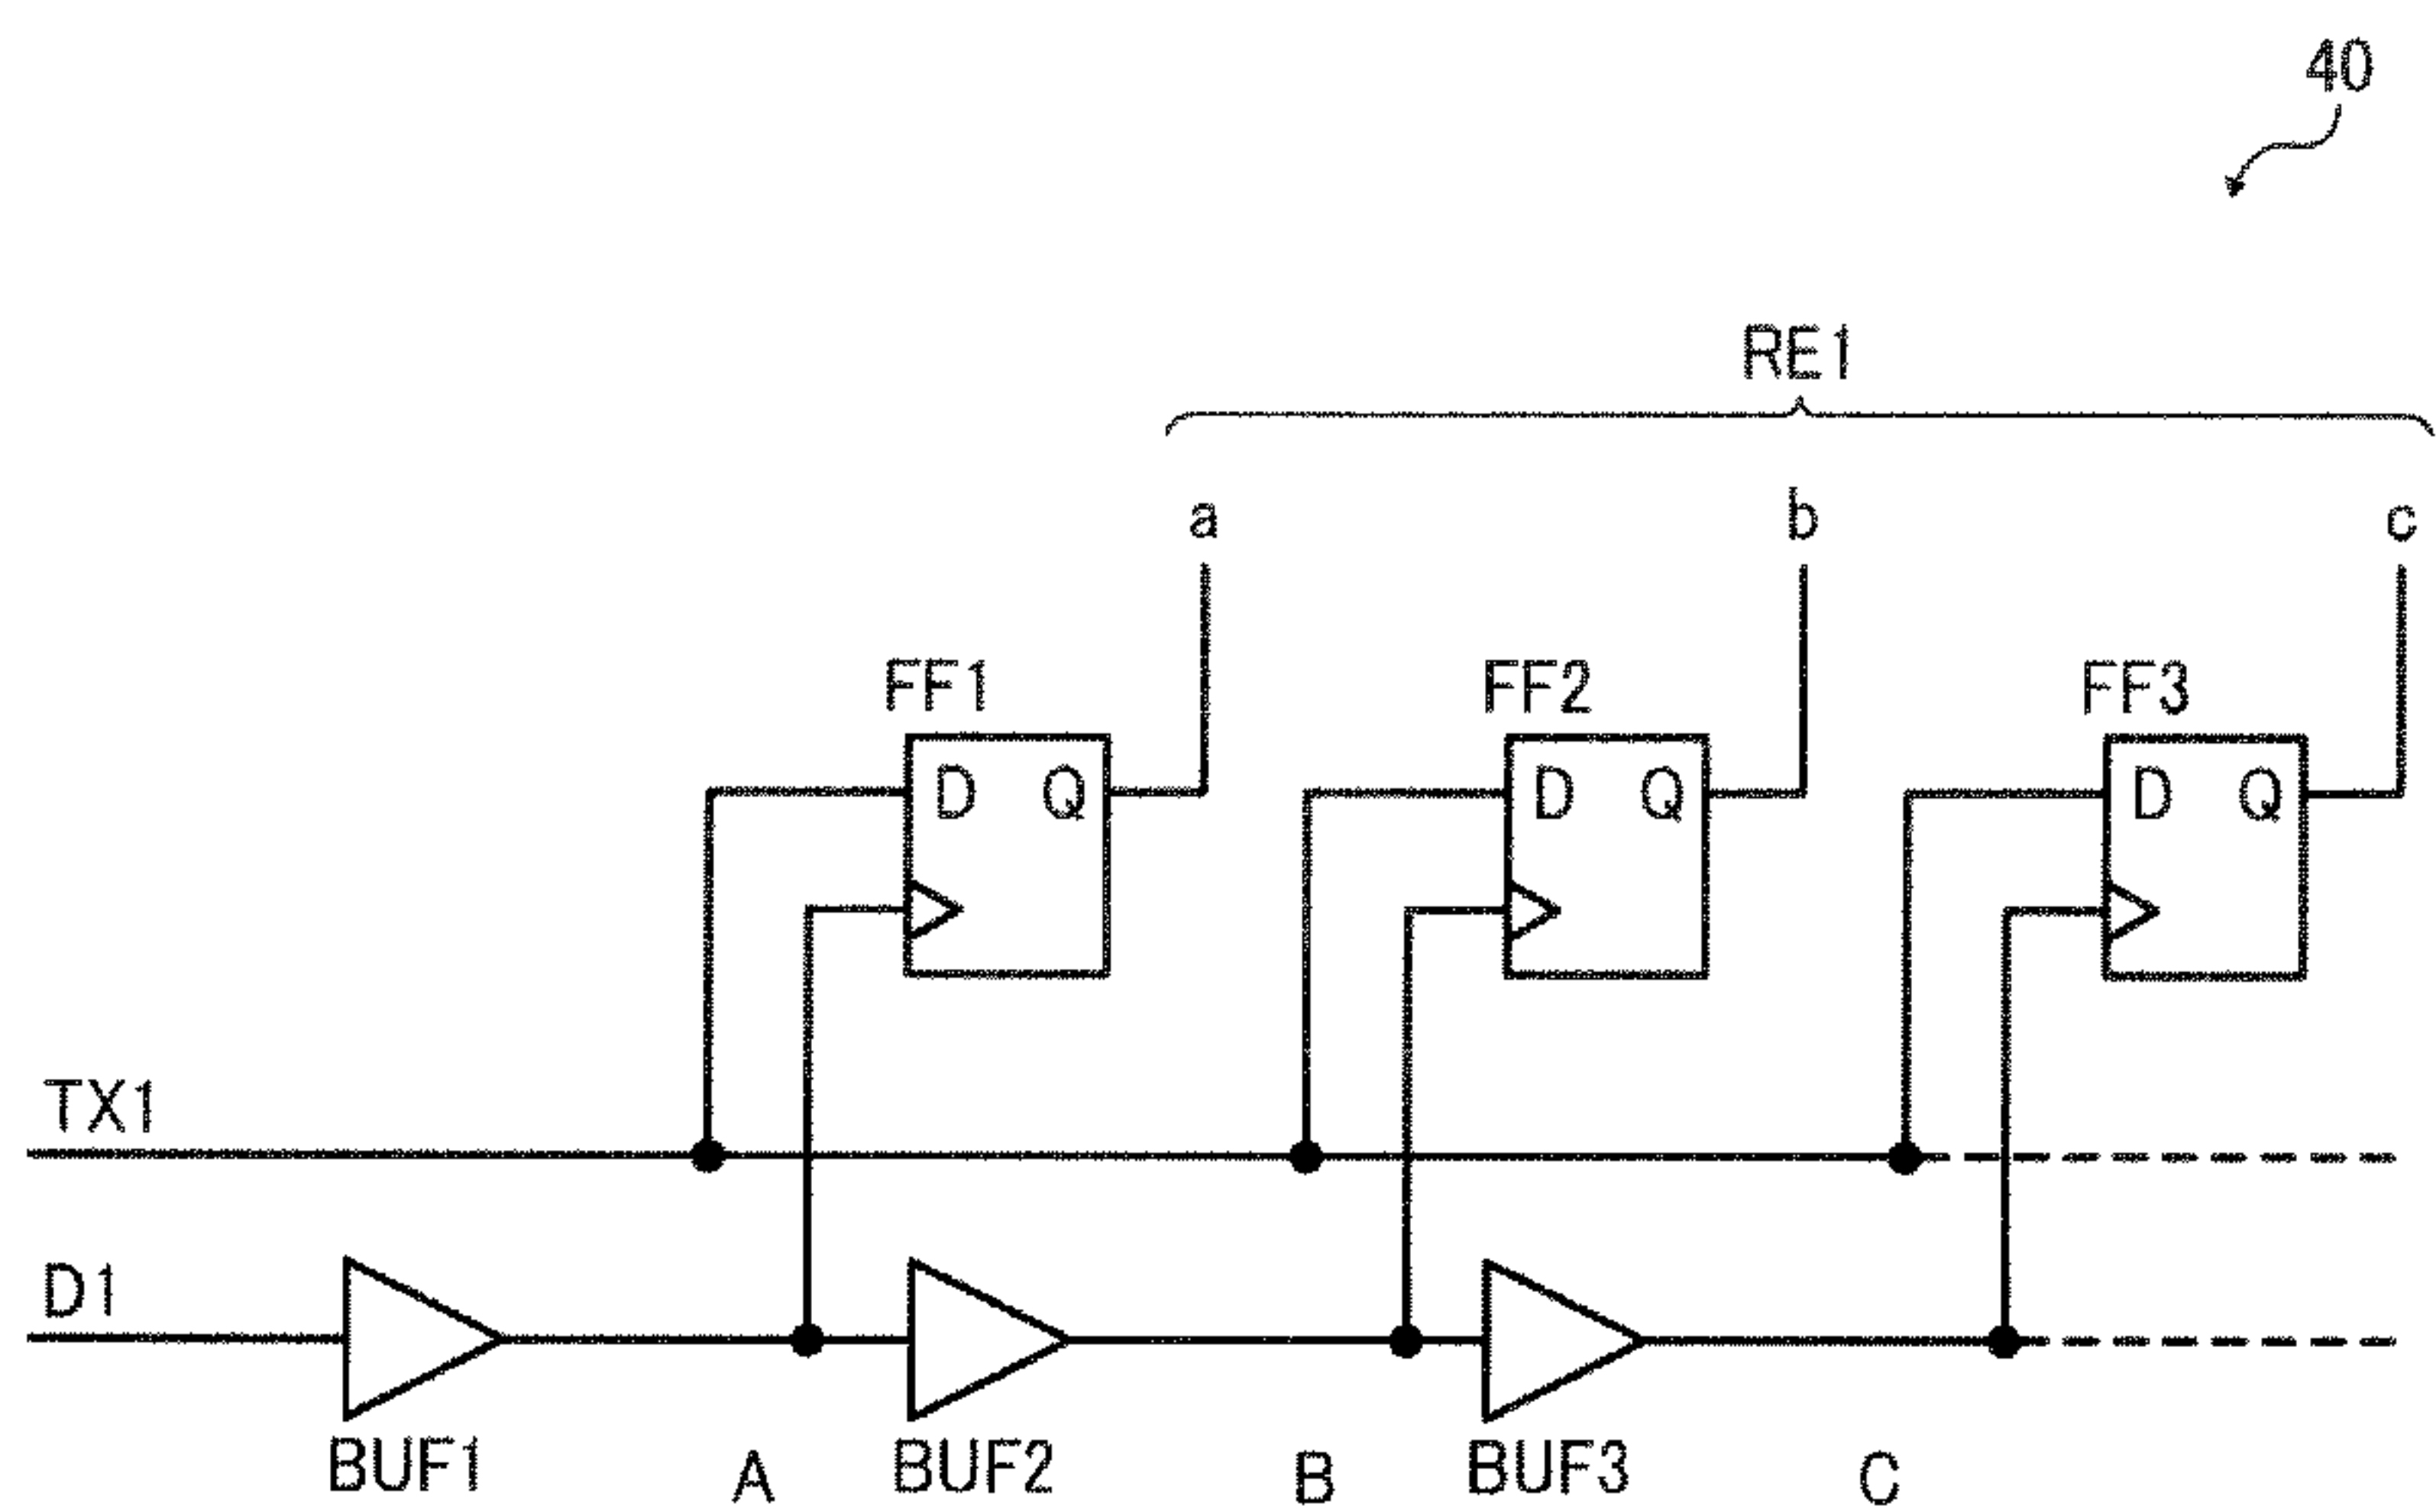 40
RE1
a b c
FF1 FF2 FF3
D Q D Q D Q
TX1
D1
BUF1 A BUF2 B BUF3 C